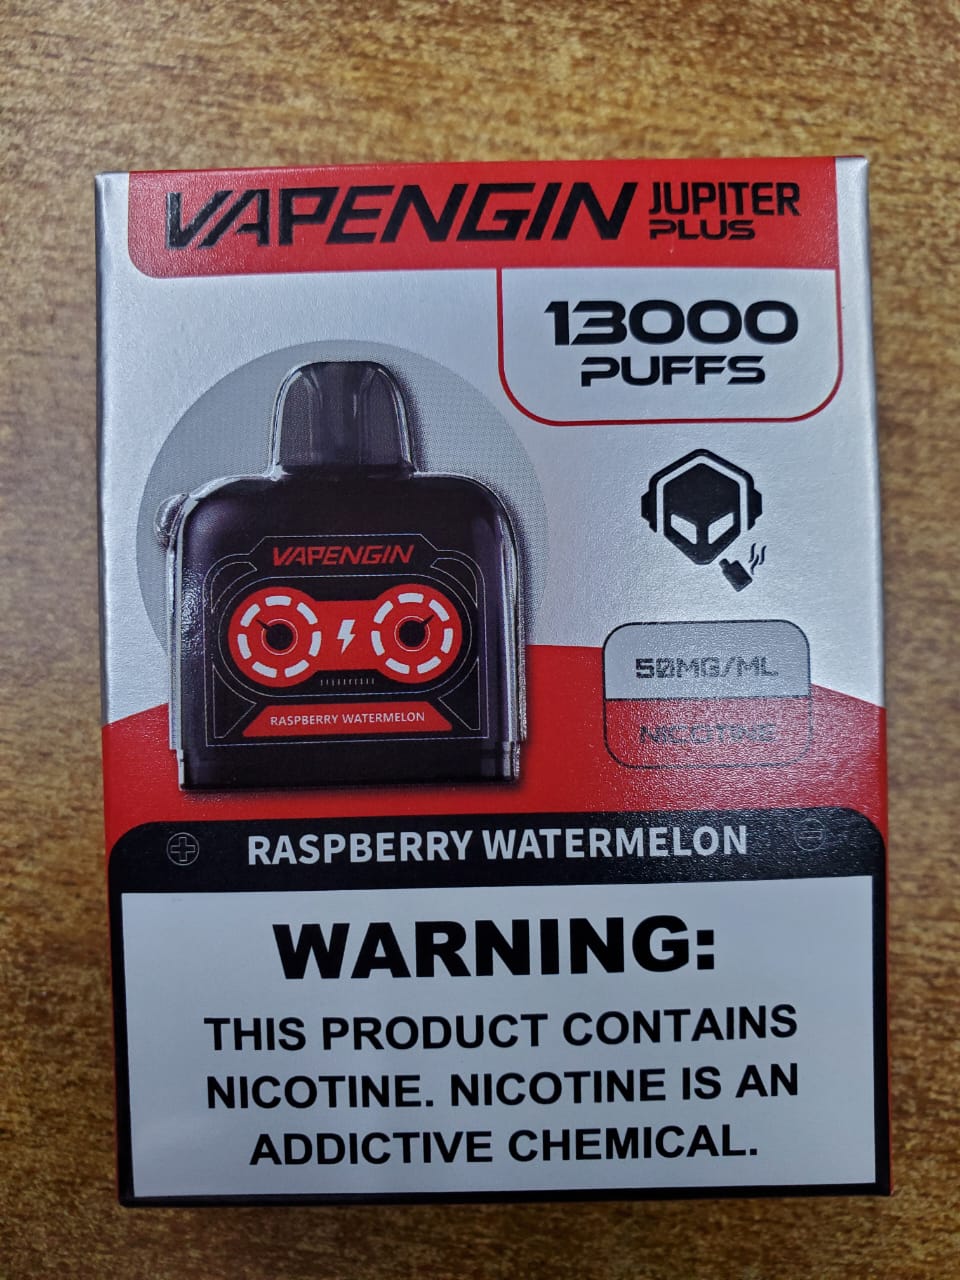 VAPENGIN JUPITER
PLUS
13000
PUFFS
VAPENGIN
RASPBERRY WATERMELON
50MG/ML
NICOTINE
RASPBERRY WATERMELON
WARNING:
THIS PRODUCT CONTAINS
NICOTINE. NICOTINE IS AN
ADDICTIVE CHEMICAL.